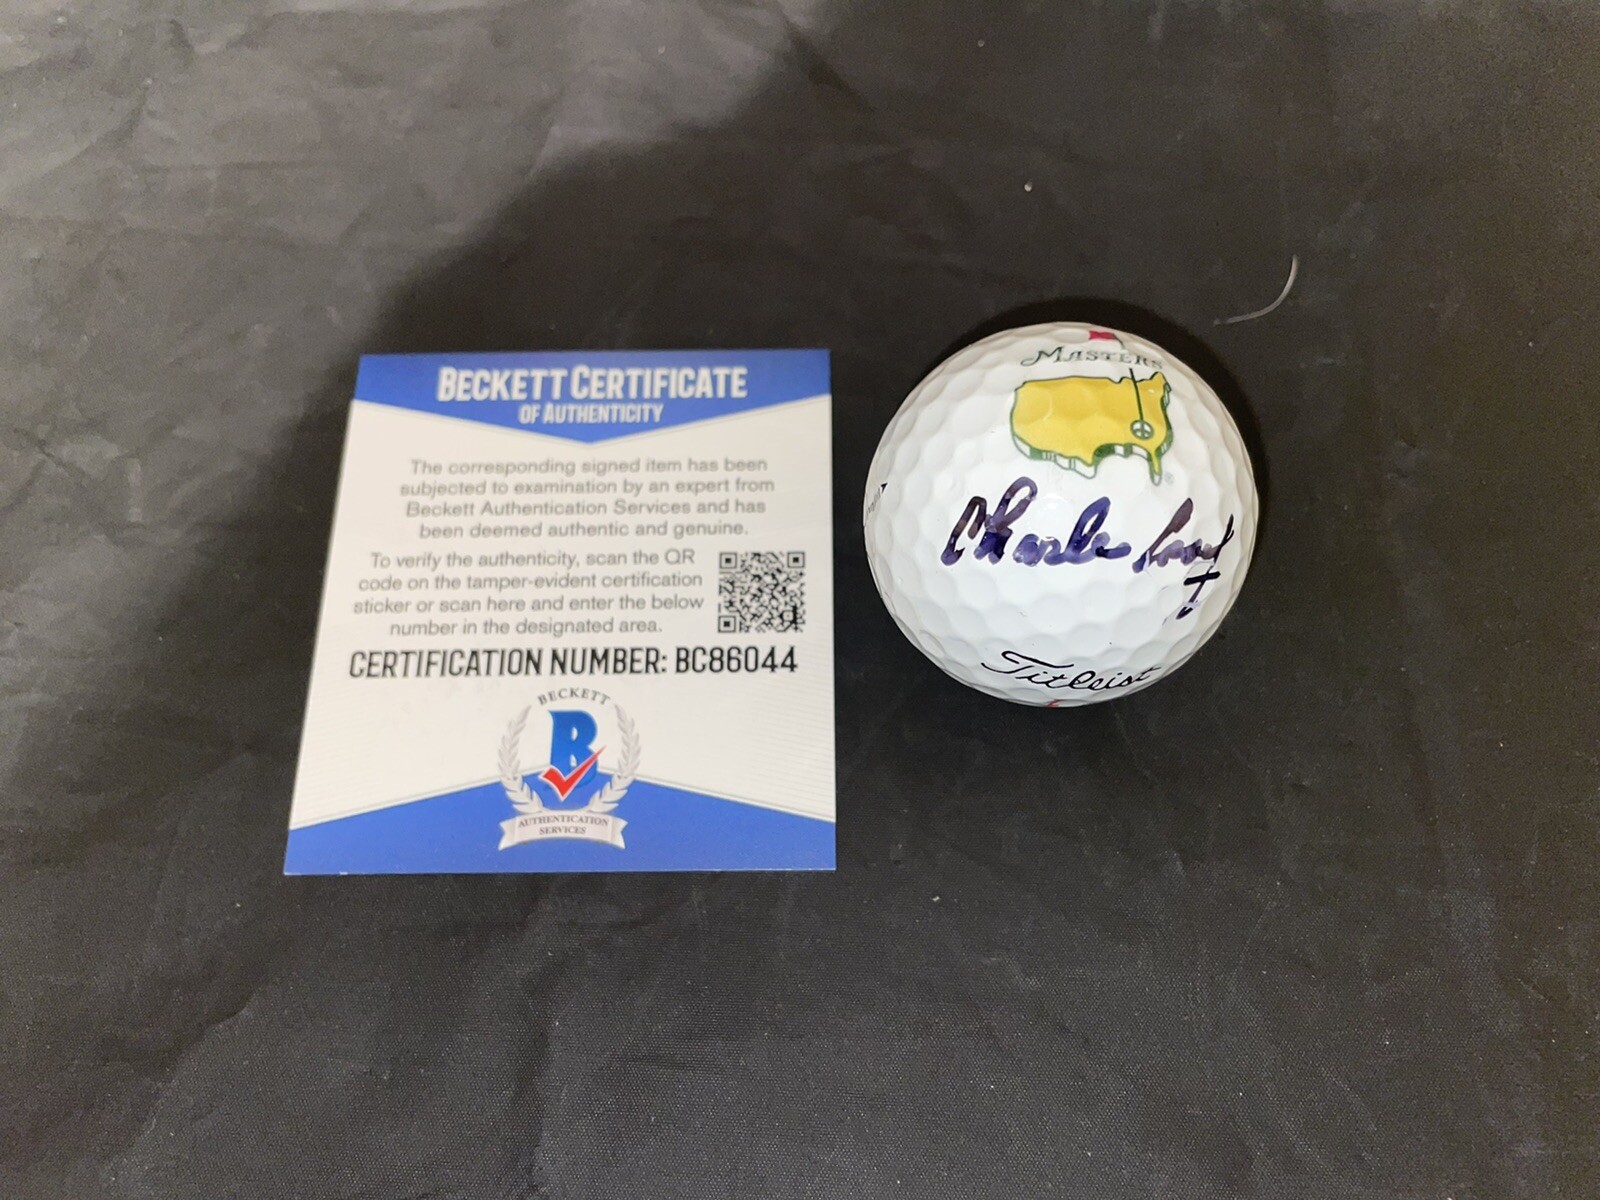 BECKETT CERTIFICATE
OF AUTHENTICITY
The corresponding signed item has been
subjected to examination by an expert from
Beckett Authentication Services and has
been deemed authentic and genuine.
To verify the authenticity, scan the QR
code on the tamper-evident certification
sticker or scan here and enter the below
number in the designated area.
CERTIFICATION NUMBER: BC86044
BECKETT
B
AUTHENTICATION
SERVICES
MASTERS
®
Charles
Titleist